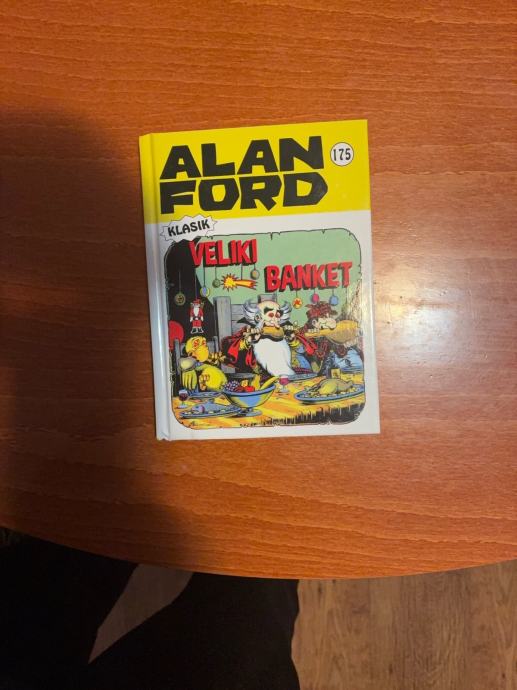 ALAN
FORD
175
KLASIK
VELIKI
BANKET